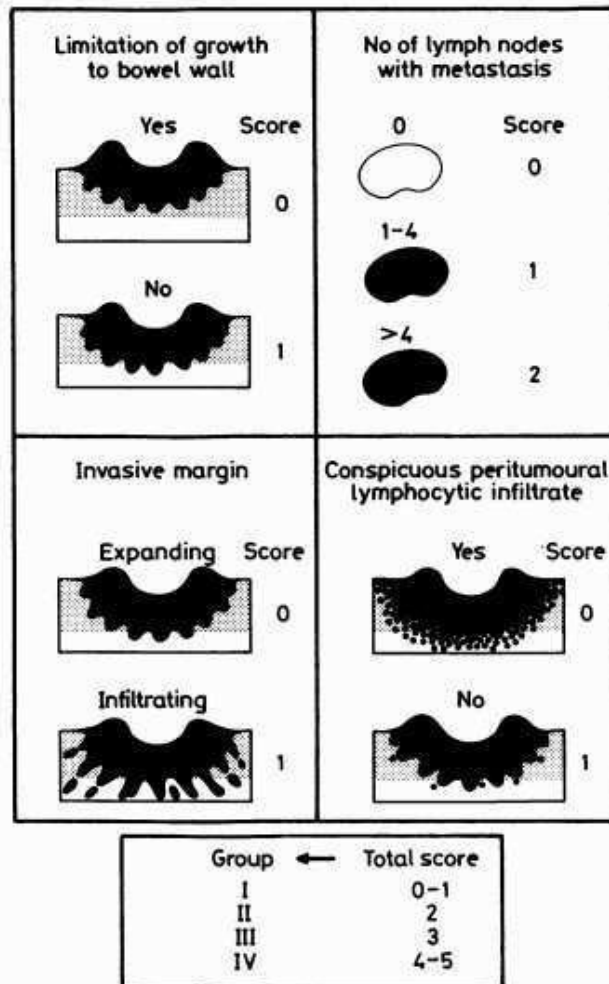 Limitation of growth
to bowel wall
Yes Score
0
No
1
No of lymph nodes
with metastasis
0 Score
0
1-4
1
>4
2
Invasive margin
Expanding Score
0
Infiltrating
1
Conspicuous peritumoural
lymphocytic infiltrate
Yes Score
0
No
1
Group ← Total score
I 0-1
II 2
III 3
IV 4-5